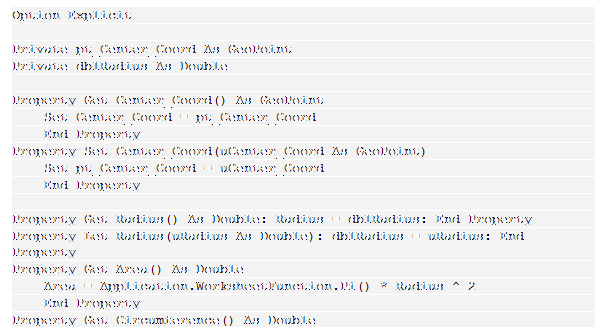 Option Explicit
Private pt_Center_Coord As GeoPoint
Private dblRadius As Double
Property Get Center_Coord() As GeoPoint
Set Center_Coord = pt_Center_Coord
End Property
Property Set Center_Coord(uCenter_Coord As GeoPoint)
Set pt_Center_Coord = uCenter_Coord
End Property
Property Get Radius() As Double: Radius = dblRadius: End Property
Property Let Radius(uRadius As Double): dblRadius = uRadius: End
Property
Property Get Area() As Double
Area = Application.WorksheetFunction.Pi() * Radius ^ 2
End Property
Property Get Circumference() As Double